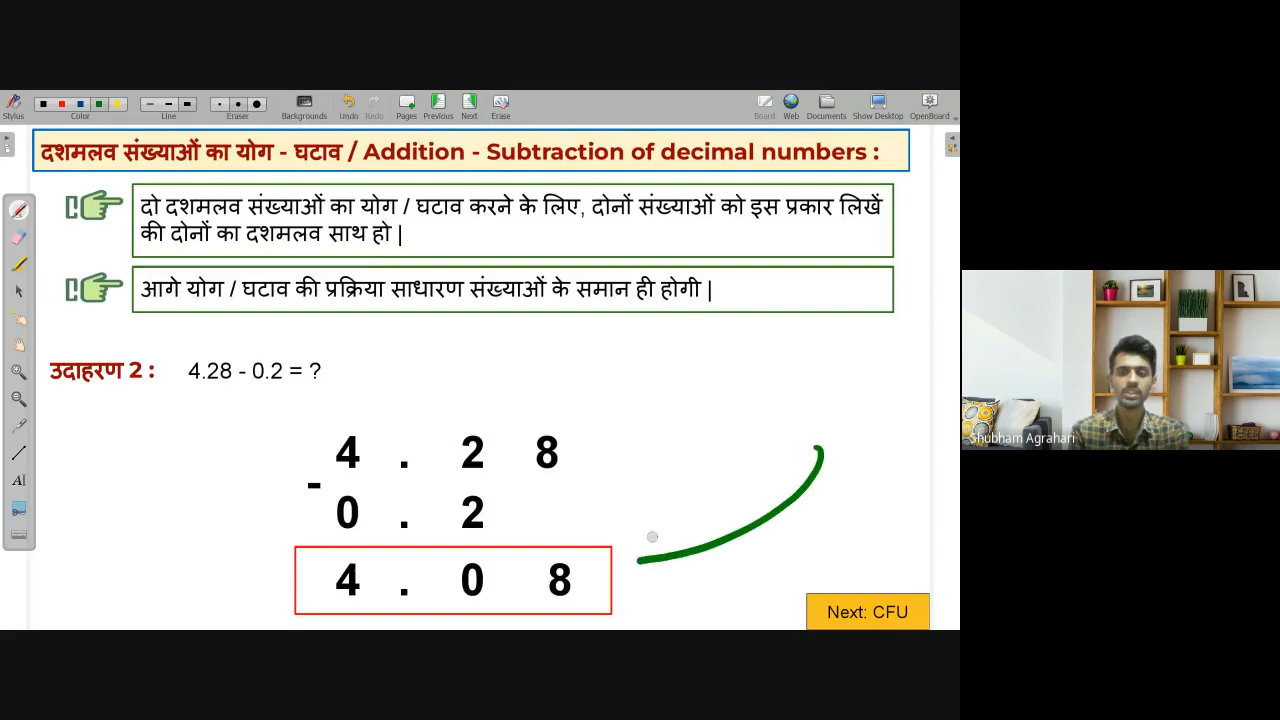 Stylus
Color
Line
Eraser
Backgrounds
Undo
Redo
Pages
Previous
Next
Erase
Board
Web
Documents
Show Desktop
OpenBoard
दशमलव संख्याओं का योग - घटाव / Addition - Subtraction of decimal numbers :
दो दशमलव संख्याओं का योग / घटाव करने के लिए, दोनों संख्याओं को इस प्रकार लिखें
की दोनों का दशमलव साथ हो |
आगे योग / घटाव की प्रक्रिया साधारण संख्याओं के समान ही होगी |
उदाहरण 2 : 4.28 - 0.2 = ?
4 . 2 8
-
0 . 2
4 . 0 8
Next: CFU
Shubham Agrahari